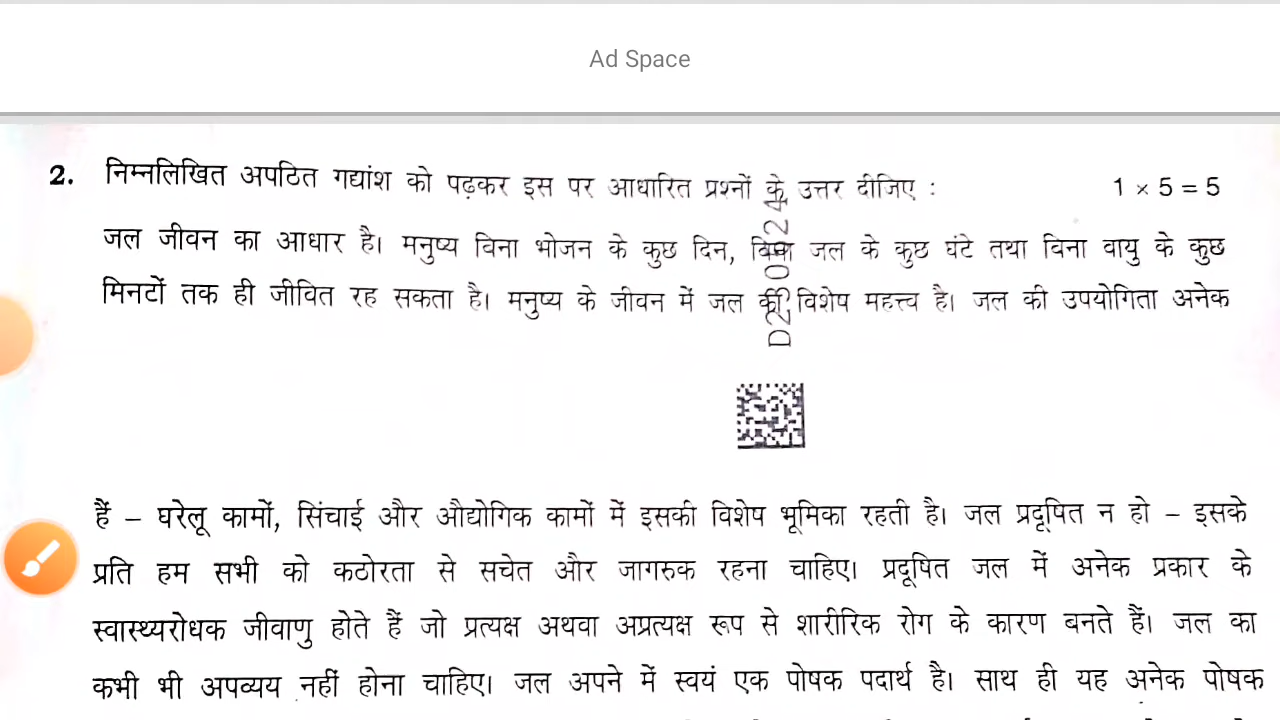 Ad Space
2. निम्नलिखित अपठित गद्यांश को पढ़कर इस पर आधारित प्रश्नों के उत्तर दीजिए : 1 × 5 = 5
जल जीवन का आधार है। मनुष्य बिना भोजन के कुछ दिन, बिना जल के कुछ घंटे तथा बिना वायु के कुछ
मिनटों तक ही जीवित रह सकता है। मनुष्य के जीवन में जल की विशेष महत्त्व है। जल की उपयोगिता अनेक
हैं – घरेलू कामों, सिंचाई और औद्योगिक कामों में इसकी विशेष भूमिका रहती है। जल प्रदूषित न हो – इसके
प्रति हम सभी को कठोरता से सचेत और जागरुक रहना चाहिए। प्रदूषित जल में अनेक प्रकार के
स्वास्थ्यरोधक जीवाणु होते हैं जो प्रत्यक्ष अथवा अप्रत्यक्ष रूप से शारीरिक रोग के कारण बनते हैं। जल का
कभी भी अपव्यय नहीं होना चाहिए। जल अपने में स्वयं एक पोषक पदार्थ है। साथ ही यह अनेक पोषक